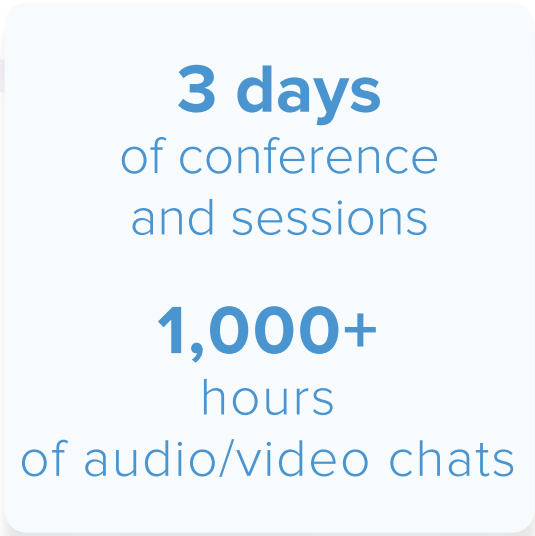 3 days
of conference
and sessions
1,000+
hours
of audio/video chats